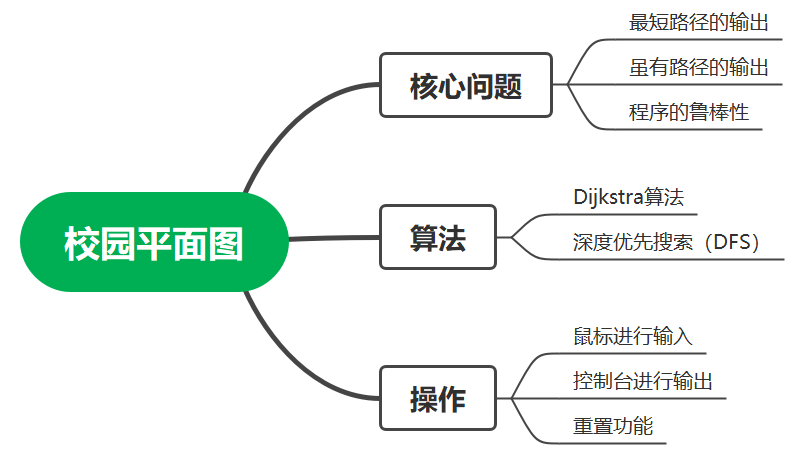 校园平面图
核心问题
最短路径的输出
虽有路径的输出
程序的鲁棒性
算法
Dijkstra算法
深度优先搜索（DFS）
操作
鼠标进行输入
控制台进行输出
重置功能